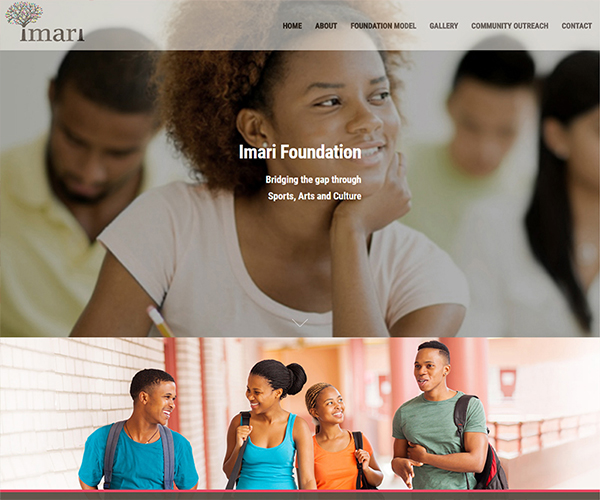 imari
HOME ABOUT FOUNDATION MODEL GALLERY COMMUNITY OUTREACH CONTACT
Imari Foundation
Bridging the gap through
Sports, Arts and Culture